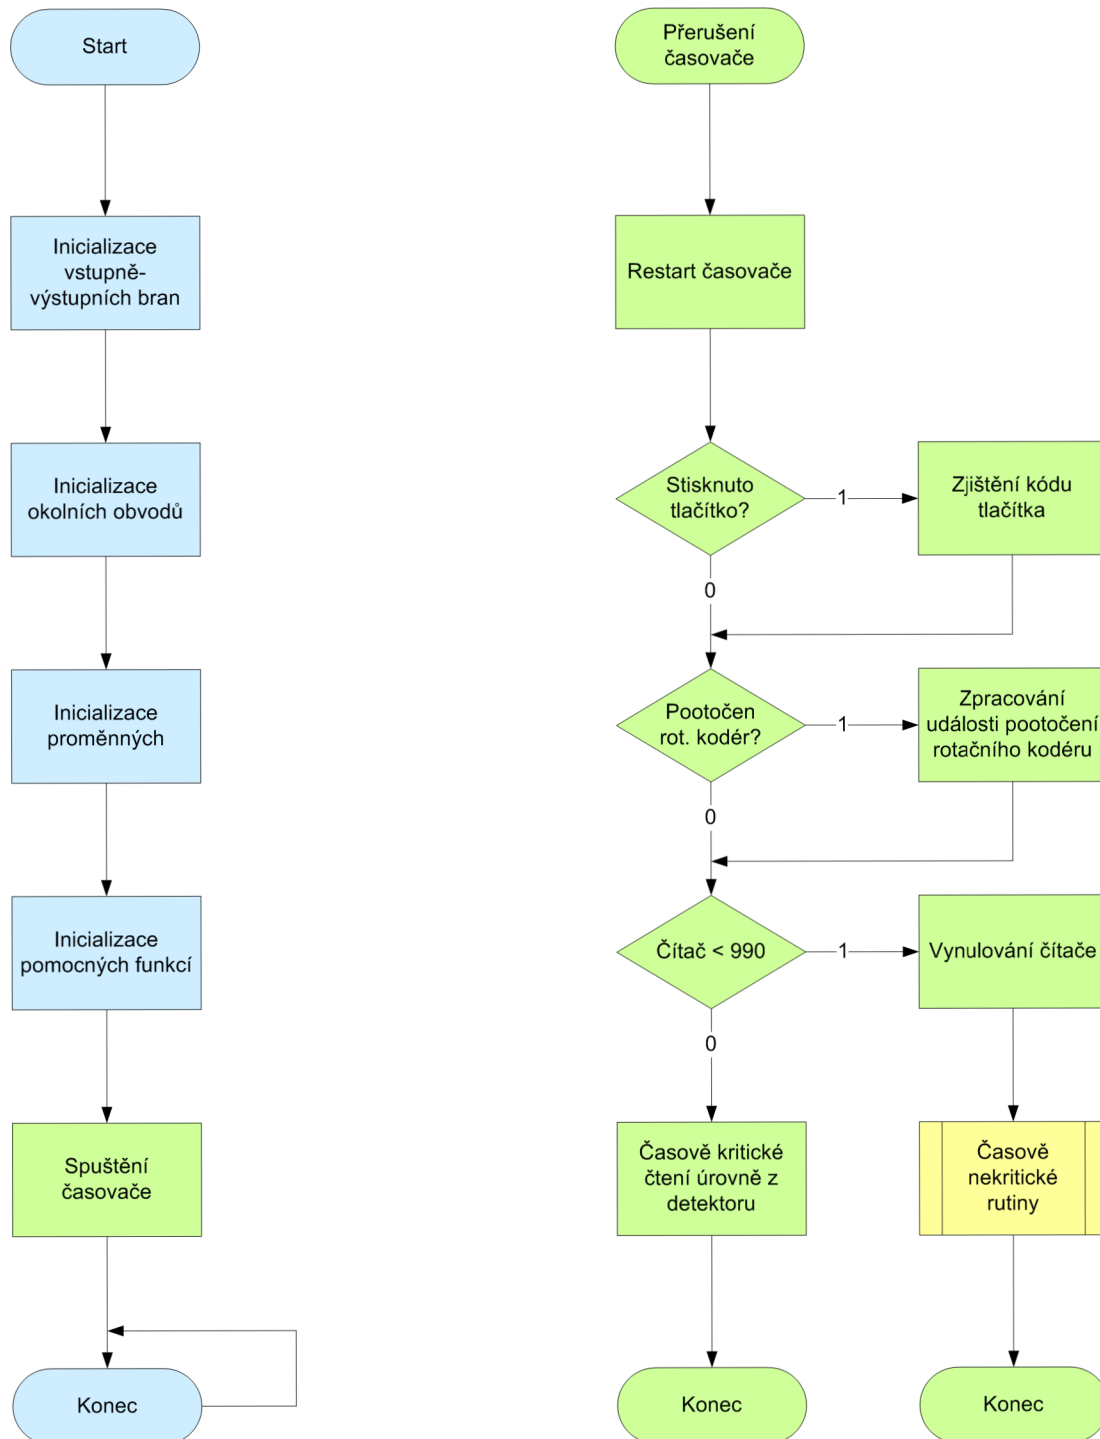 Start
Inicializace
vstupně-
výstupních bran
Inicializace
okolních obvodů
Inicializace
proměnných
Inicializace
pomocných funkcí
Spuštění
časovače
Konec
Přerušení
časovače
Restart časovače
Stisknuto
tlačítko?
1
Zjištění kódu
tlačítka
0
Pootočen
rot. kodér?
1
Zpracování
události pootočení
rotačního kodéru
0
Čítač < 990
1
Vynulování čítače
0
Časově kritické
čtení úrovně z
detektoru
Časově
nekritické
rutiny
Konec
Konec